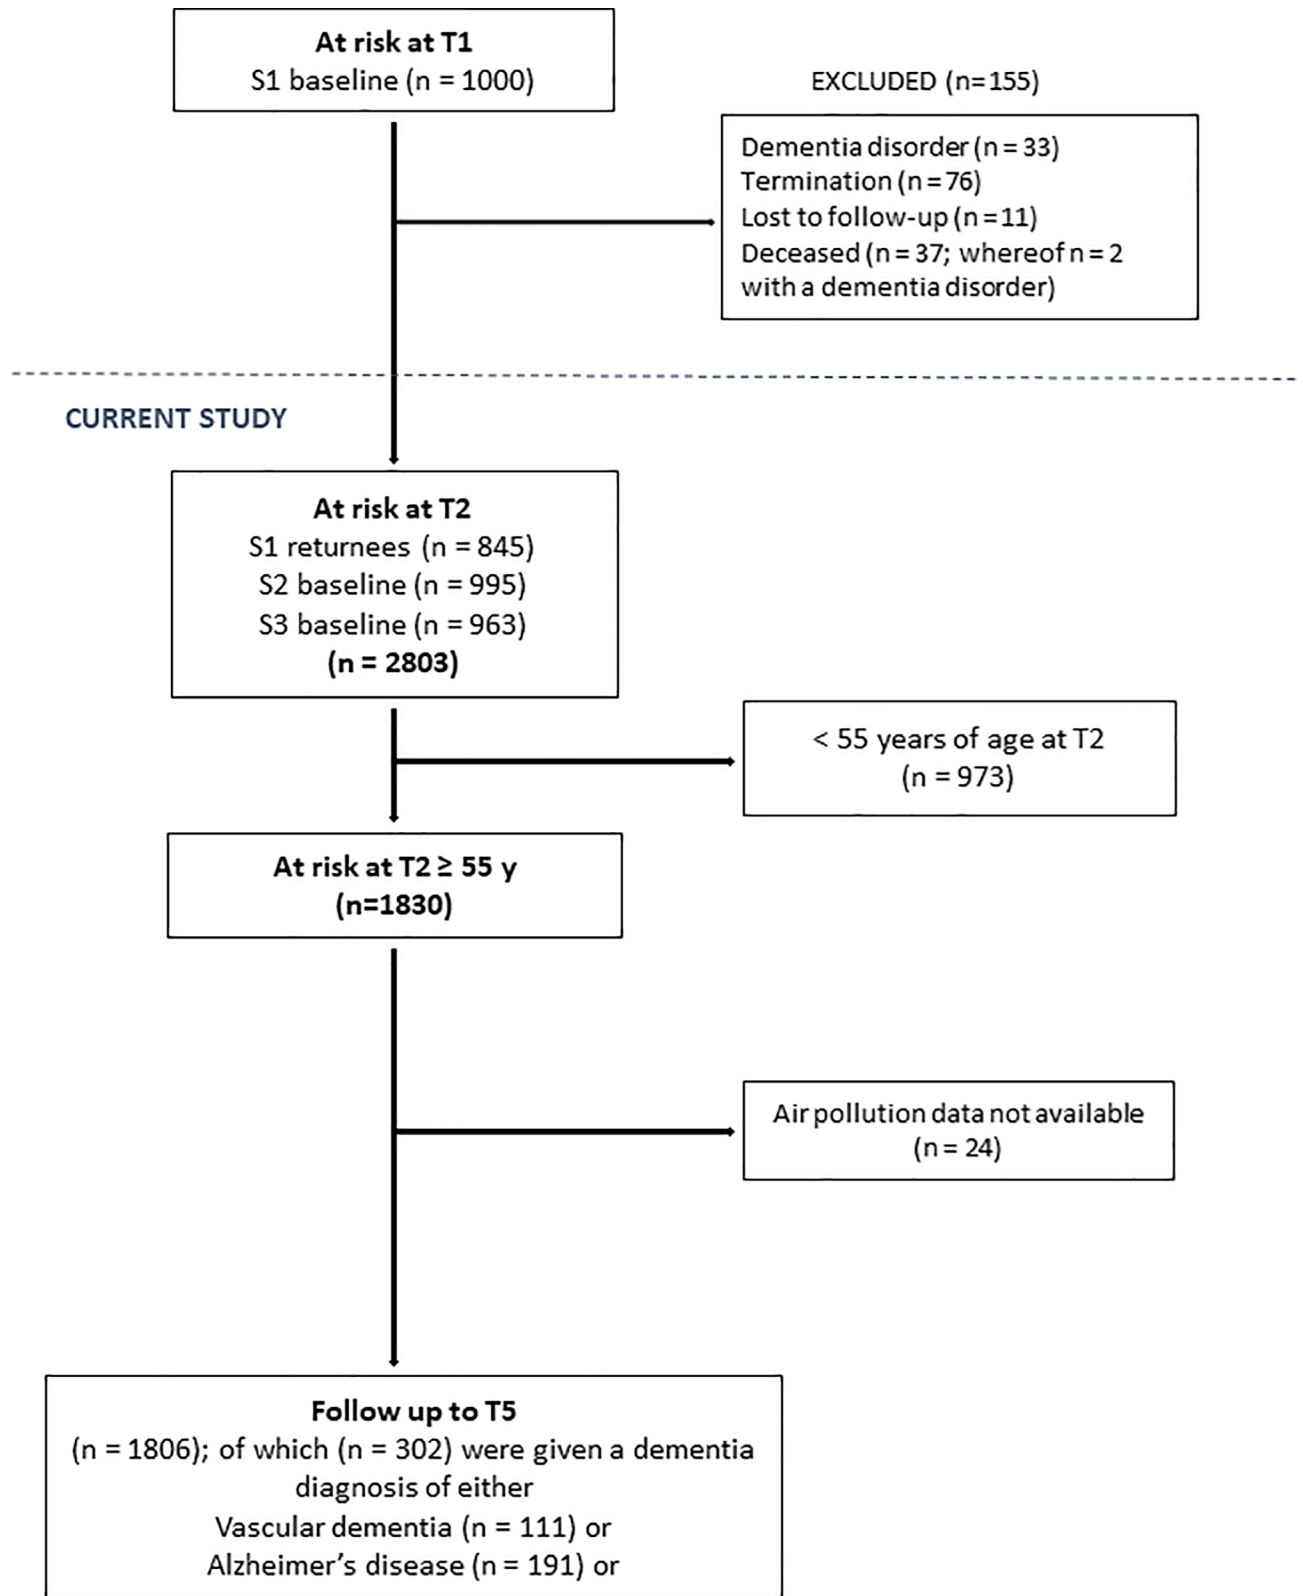 At risk at T1
S1 baseline (n = 1000)
EXCLUDED (n=155)
Dementia disorder (n = 33)
Termination (n = 76)
Lost to follow-up (n = 11)
Deceased (n = 37; whereof n = 2
with a dementia disorder)
CURRENT STUDY
At risk at T2
S1 returnees (n = 845)
S2 baseline (n = 995)
S3 baseline (n = 963)
(n = 2803)
< 55 years of age at T2
(n = 973)
At risk at T2 ≥ 55 y
(n=1830)
Air pollution data not available
(n = 24)
Follow up to T5
(n = 1806); of which (n = 302) were given a dementia
diagnosis of either
Vascular dementia (n = 111) or
Alzheimer’s disease (n = 191) or